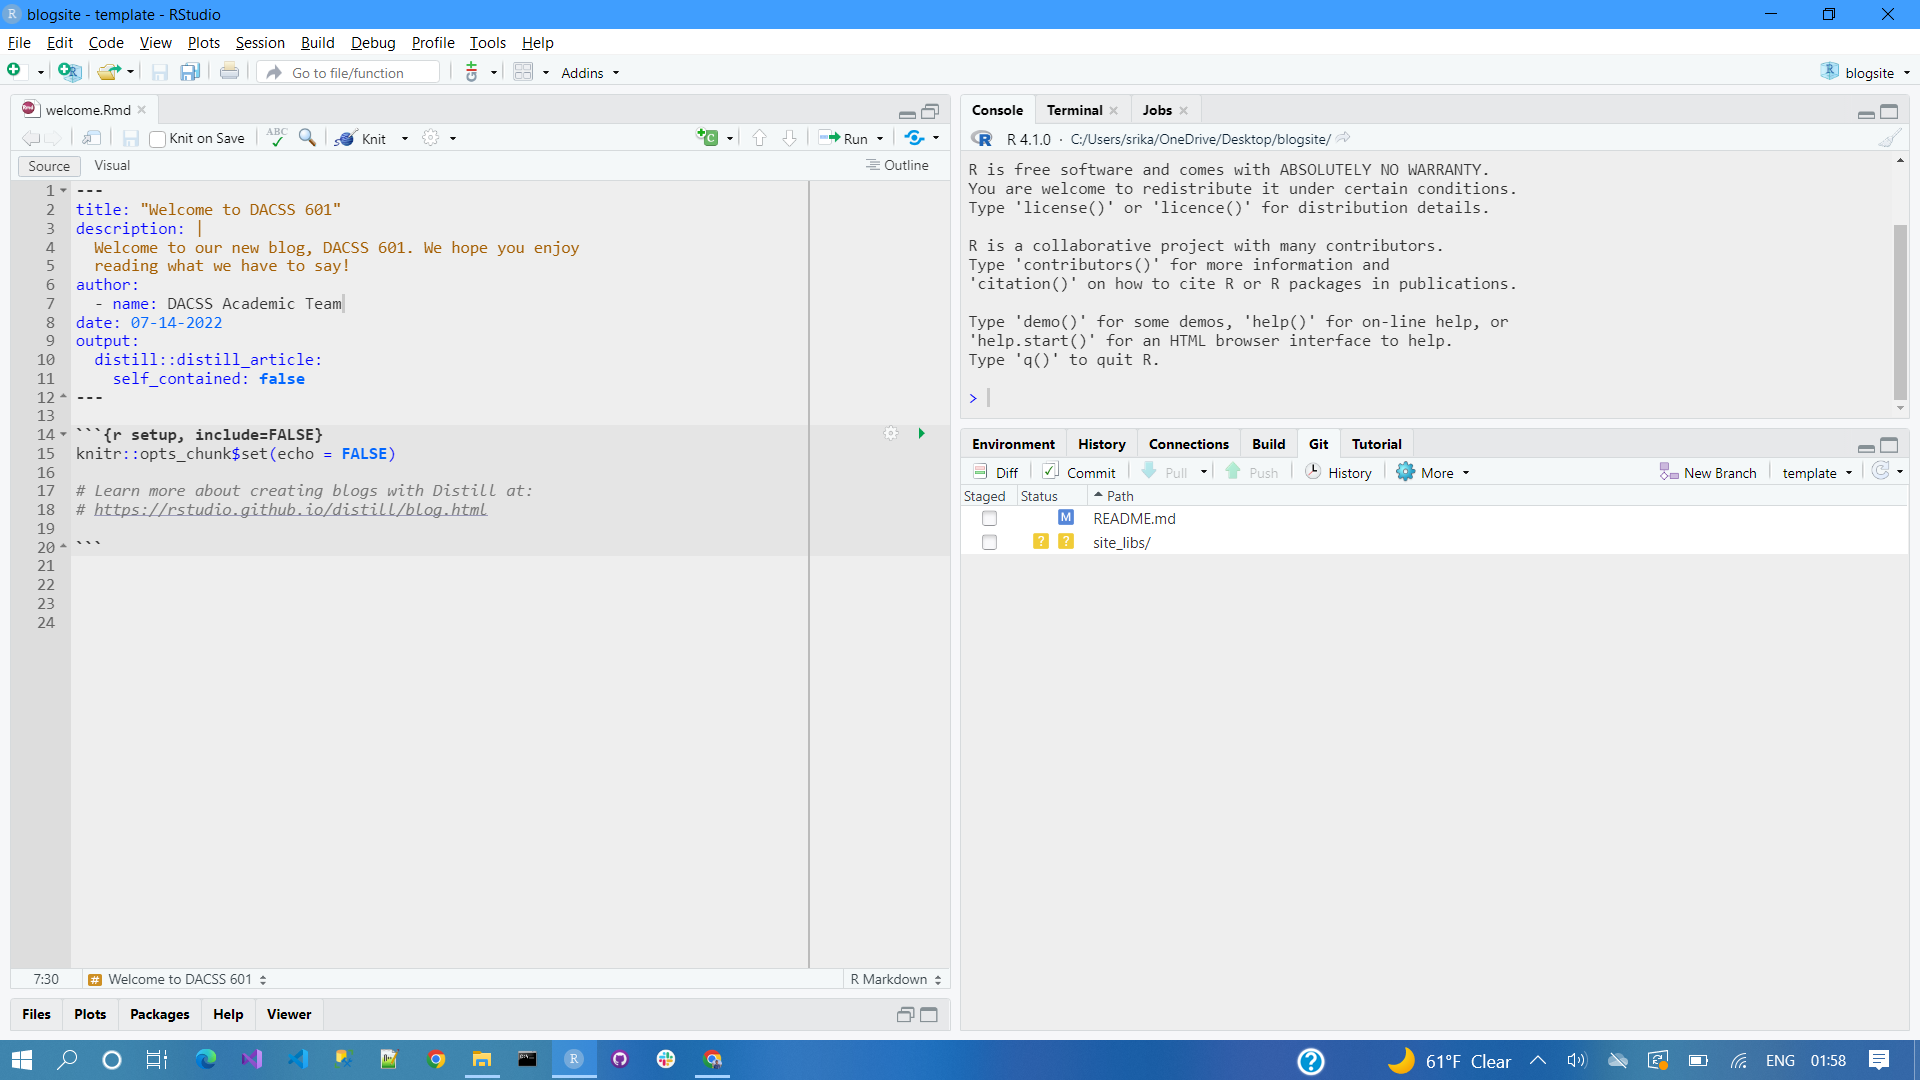 blogsite - template - RStudio
File Edit Code View Plots Session Build Debug Profile Tools Help
Go to file/function Addins blogsite
welcome.Rmd
Knit on Save ABC Knit Run
Source Visual Outline
1 ---
2 title: "Welcome to DACSS 601"
3 description: |
4 Welcome to our new blog, DACSS 601. We hope you enjoy
5 reading what we have to say!
6 author:
7 - name: DACSS Academic Team
8 date: 07-14-2022
9 output:
10 distill::distill_article:
11 self_contained: false
12 ---
13
14 ```{r setup, include=FALSE}
15 knitr::opts_chunk$set(echo = FALSE)
16
17 # Learn more about creating blogs with Distill at:
18 # https://rstudio.github.io/distill/blog.html
19
20 ```
21
22
23
24
7:30 # Welcome to DACSS 601 R Markdown
Files Plots Packages Help Viewer
Console Terminal Jobs
R 4.1.0 · C:/Users/srika/OneDrive/Desktop/blogsite/
R is free software and comes with ABSOLUTELY NO WARRANTY.
You are welcome to redistribute it under certain conditions.
Type 'license()' or 'licence()' for distribution details.
R is a collaborative project with many contributors.
Type 'contributors()' for more information and
'citation()' on how to cite R or R packages in publications.
Type 'demo()' for some demos, 'help()' for on-line help, or
'help.start()' for an HTML browser interface to help.
Type 'q()' to quit R.
>
Environment History Connections Build Git Tutorial
Diff Commit Pull Push History More New Branch template
Staged Status Path
M README.md
? ? site_libs/
61°F Clear ENG 01:58